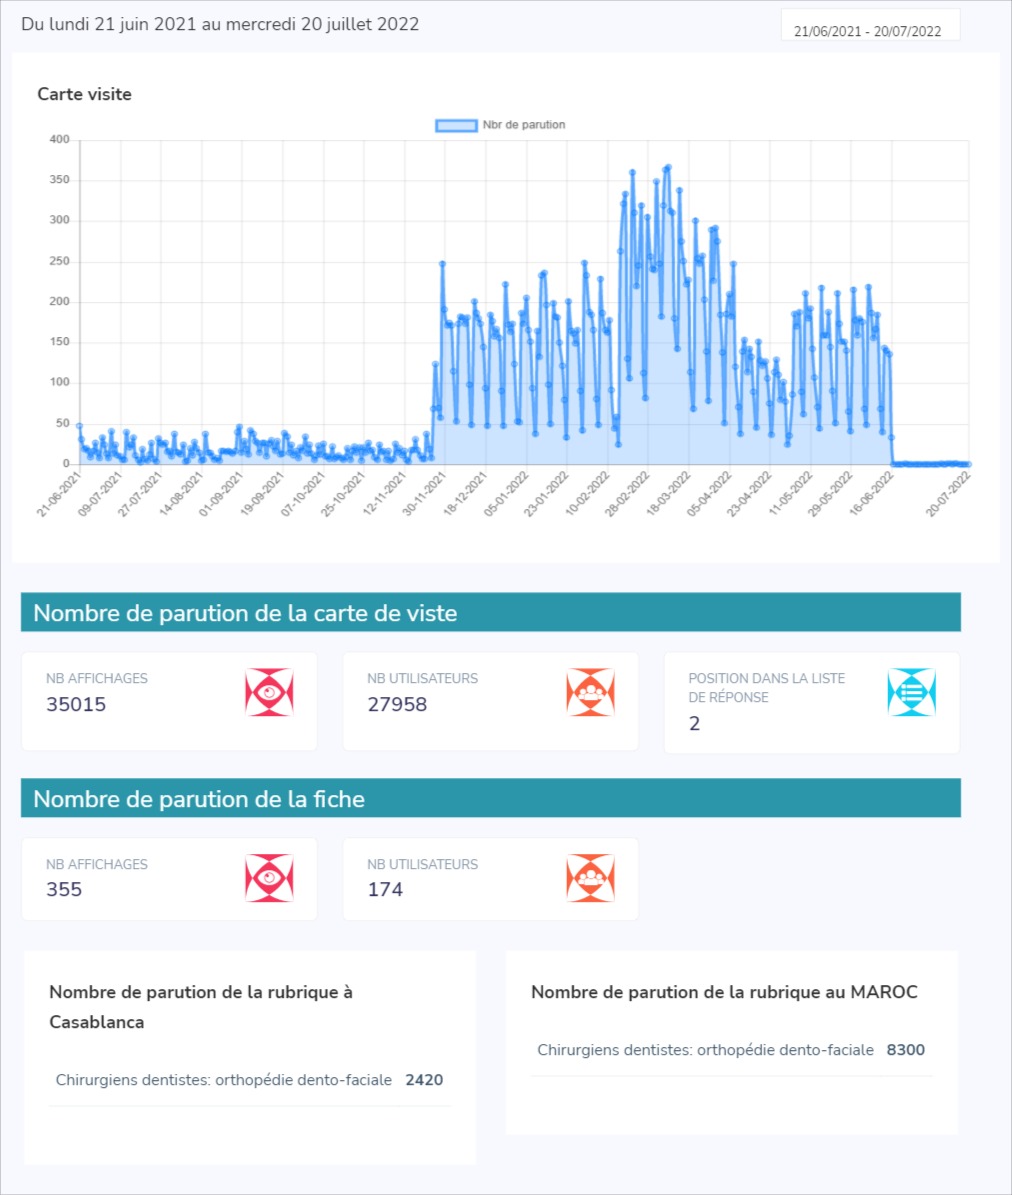 Du lundi 21 juin 2021 au mercredi 20 juillet 2022
21/06/2021 - 20/07/2022
Carte visite
Nbr de parution
400
350
300
250
200
150
100
50
0
21-06-2021
09-07-2021
27-07-2021
14-08-2021
01-09-2021
19-09-2021
07-10-2021
25-10-2021
12-11-2021
30-11-2021
18-12-2021
05-01-2022
23-01-2022
10-02-2022
28-02-2022
18-03-2022
05-04-2022
23-04-2022
11-05-2022
29-05-2022
16-06-2022
20-07-2022
Nombre de parution de la carte de viste
NB AFFICHAGES
35015
NB UTILISATEURS
27958
POSITION DANS LA LISTE
DE RÉPONSE
2
Nombre de parution de la fiche
NB AFFICHAGES
355
NB UTILISATEURS
174
Nombre de parution de la rubrique à
Casablanca
Chirurgiens dentistes: orthopédie dento-faciale 2420
Nombre de parution de la rubrique au MAROC
Chirurgiens dentistes: orthopédie dento-faciale 8300